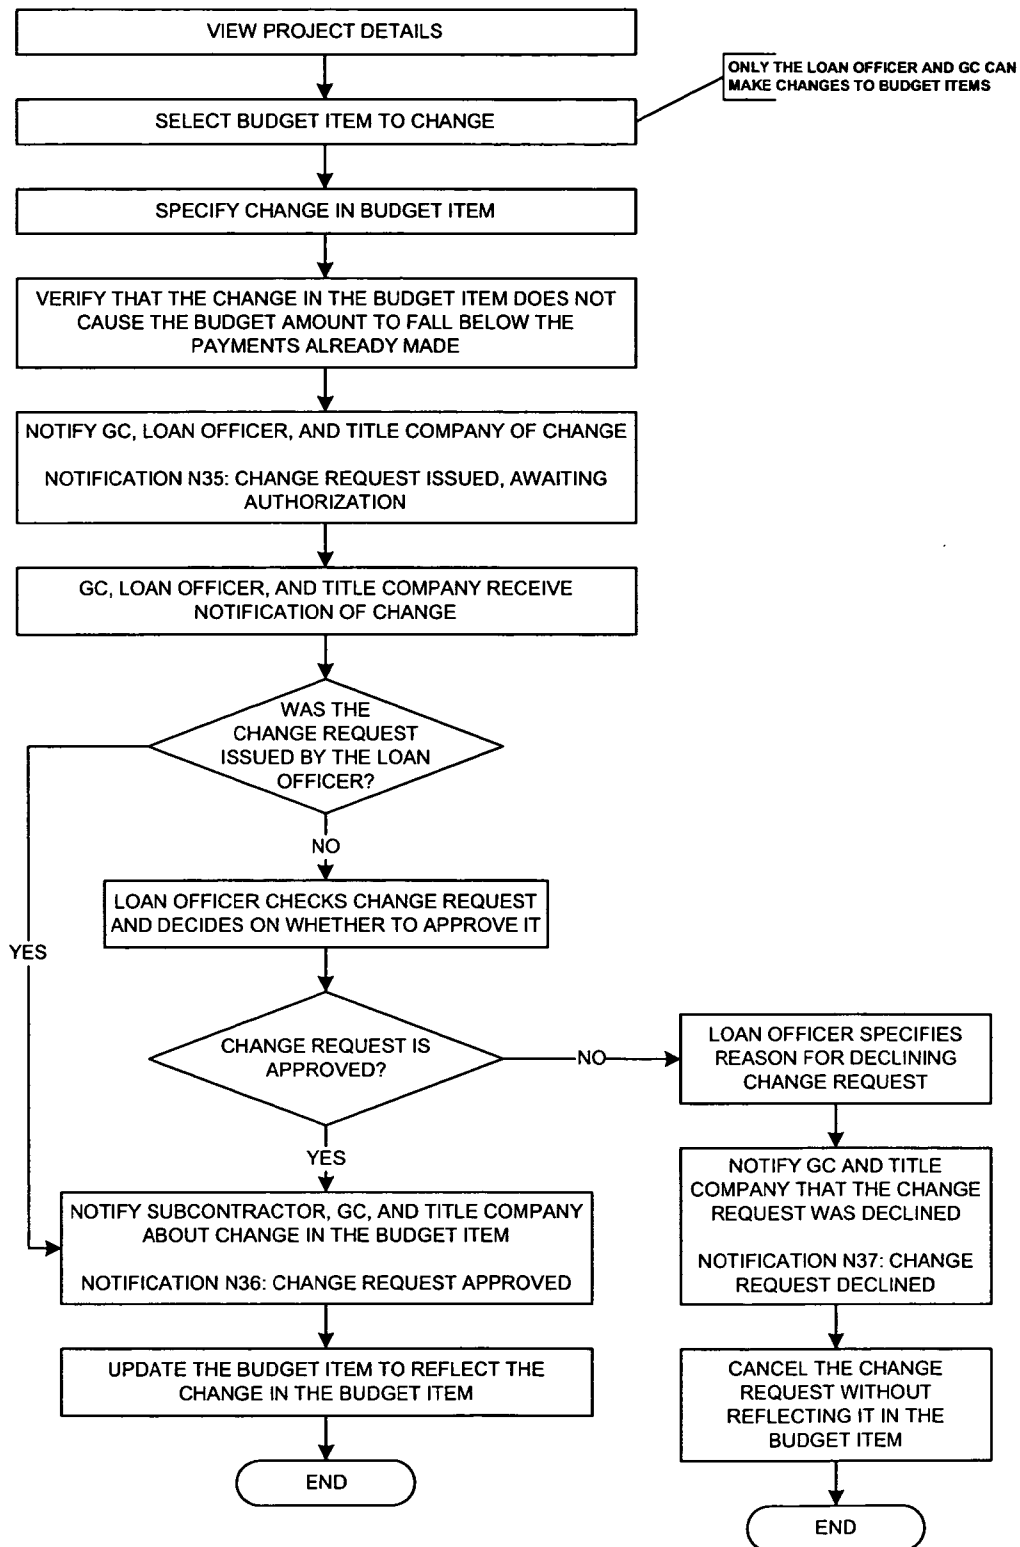 VIEW PROJECT DETAILS
ONLY THE LOAN OFFICER AND GC CAN
MAKE CHANGES TO BUDGET ITEMS
SELECT BUDGET ITEM TO CHANGE
SPECIFY CHANGE IN BUDGET ITEM
VERIFY THAT THE CHANGE IN THE BUDGET ITEM DOES NOT
CAUSE THE BUDGET AMOUNT TO FALL BELOW THE
PAYMENTS ALREADY MADE
NOTIFY GC, LOAN OFFICER, AND TITLE COMPANY OF CHANGE
NOTIFICATION N35: CHANGE REQUEST ISSUED, AWAITING
AUTHORIZATION
GC, LOAN OFFICER, AND TITLE COMPANY RECEIVE
NOTIFICATION OF CHANGE
WAS THE
CHANGE REQUEST
ISSUED BY THE LOAN
OFFICER?
NO
LOAN OFFICER CHECKS CHANGE REQUEST
AND DECIDES ON WHETHER TO APPROVE IT
YES
CHANGE REQUEST IS
APPROVED?
NO
LOAN OFFICER SPECIFIES
REASON FOR DECLINING
CHANGE REQUEST
YES
NOTIFY SUBCONTRACTOR, GC, AND TITLE COMPANY
ABOUT CHANGE IN THE BUDGET ITEM
NOTIFICATION N36: CHANGE REQUEST APPROVED
NOTIFY GC AND TITLE
COMPANY THAT THE CHANGE
REQUEST WAS DECLINED
NOTIFICATION N37: CHANGE
REQUEST DECLINED
UPDATE THE BUDGET ITEM TO REFLECT THE
CHANGE IN THE BUDGET ITEM
CANCEL THE CHANGE
REQUEST WITHOUT
REFLECTING IT IN THE
BUDGET ITEM
END
END